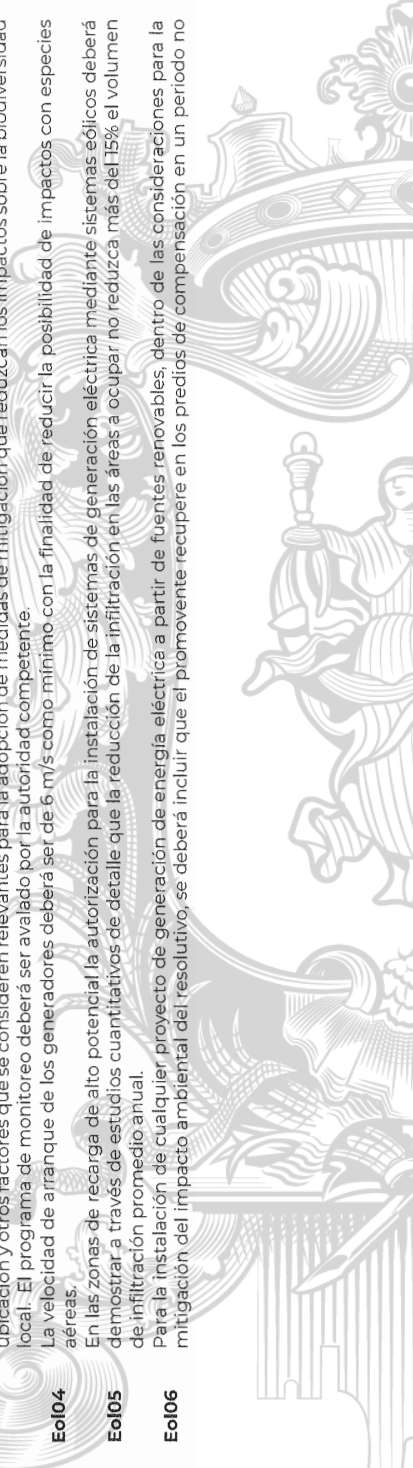 ubicación y otros factores que se consideren relevantes para la adopción de medidas de mitigación que reduzcan los impactos sobre la biodiversidad
local. El programa de monitoreo deberá ser avalado por la autoridad competente.
Eol04 La velocidad de arranque de los generadores deberá ser de 6 m/s como mínimo con la finalidad de reducir la posibilidad de impactos con especies
aéreas.
Eol05 En las zonas de recarga de alto potencial la autorización para la instalación de sistemas de generación eléctrica mediante sistemas eólicos deberá
demostrar a través de estudios cuantitativos de detalle que la reducción de la infiltración en las áreas a ocupar no reduzca más del 15% el volumen
de infiltración promedio anual.
Eol06 Para la instalación de cualquier proyecto de generación de energía eléctrica a partir de fuentes renovables, dentro de las consideraciones para la
mitigación del impacto ambiental del resolutivo, se deberá incluir que el promovente recupere en los predios de compensación en un periodo no